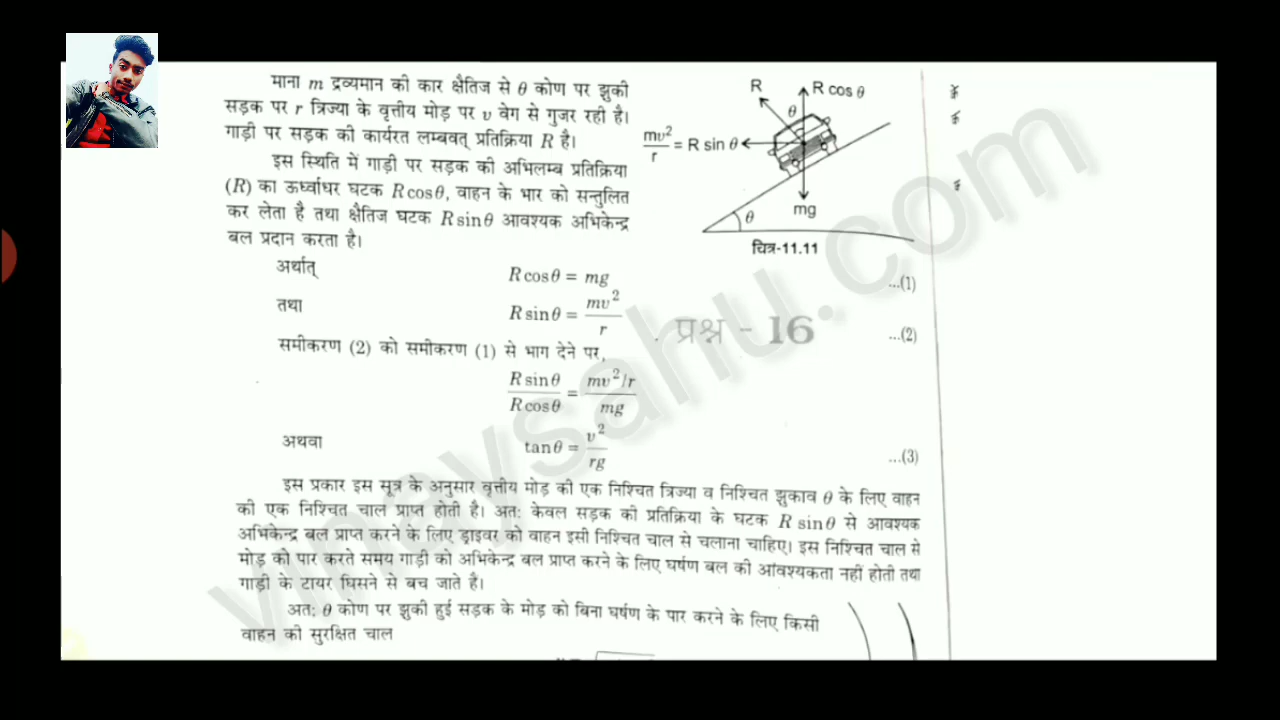 माना m द्रव्यमान की कार क्षैतिज से θ कोण पर झुकी
सड़क पर r त्रिज्या के वृत्तीय मोड़ पर v वेग से गुजर रही है।
गाड़ी पर सड़क की कार्यरत लम्बवत् प्रतिक्रिया R है।
इस स्थिति में गाड़ी पर सड़क की अभिलम्ब प्रतिक्रिया
(R) का ऊर्ध्वाधर घटक R cosθ, वाहन के भार को सन्तुलित
कर लेता है तथा क्षैतिज घटक R sinθ आवश्यक अभिकेन्द्र
बल प्रदान करता है।
R
R cos θ
θ
mv²/r = R sin θ
θ
mg
चित्र-11.11
अर्थात् R cosθ = mg ...(1)
तथा R sinθ = mv²/r ...(2)
प्रश्न - 16
समीकरण (2) को समीकरण (1) से भाग देने पर,
R sinθ / R cosθ = mv²/r / mg
अथवा tanθ = v²/rg ...(3)
इस प्रकार इस सूत्र के अनुसार वृत्तीय मोड़ की एक निश्चित त्रिज्या व निश्चित झुकाव θ के लिए वाहन
की एक निश्चित चाल प्राप्त होती है। अत: केवल सड़क की प्रतिक्रिया के घटक R sinθ से आवश्यक
अभिकेन्द्र बल प्राप्त करने के लिए ड्राइवर को वाहन इसी निश्चित चाल से चलाना चाहिए। इस निश्चित चाल से
मोड़ को पार करते समय गाड़ी को अभिकेन्द्र बल प्राप्त करने के लिए घर्षण बल की आवश्यकता नहीं होती तथा
गाड़ी के टायर घिसने से बच जाते है।
अत: θ कोण पर झुकी हुई सड़क के मोड़ को बिना घर्षण के पार करने के लिए किसी
वाहन की सुरक्षित चाल
vinaysahu.com